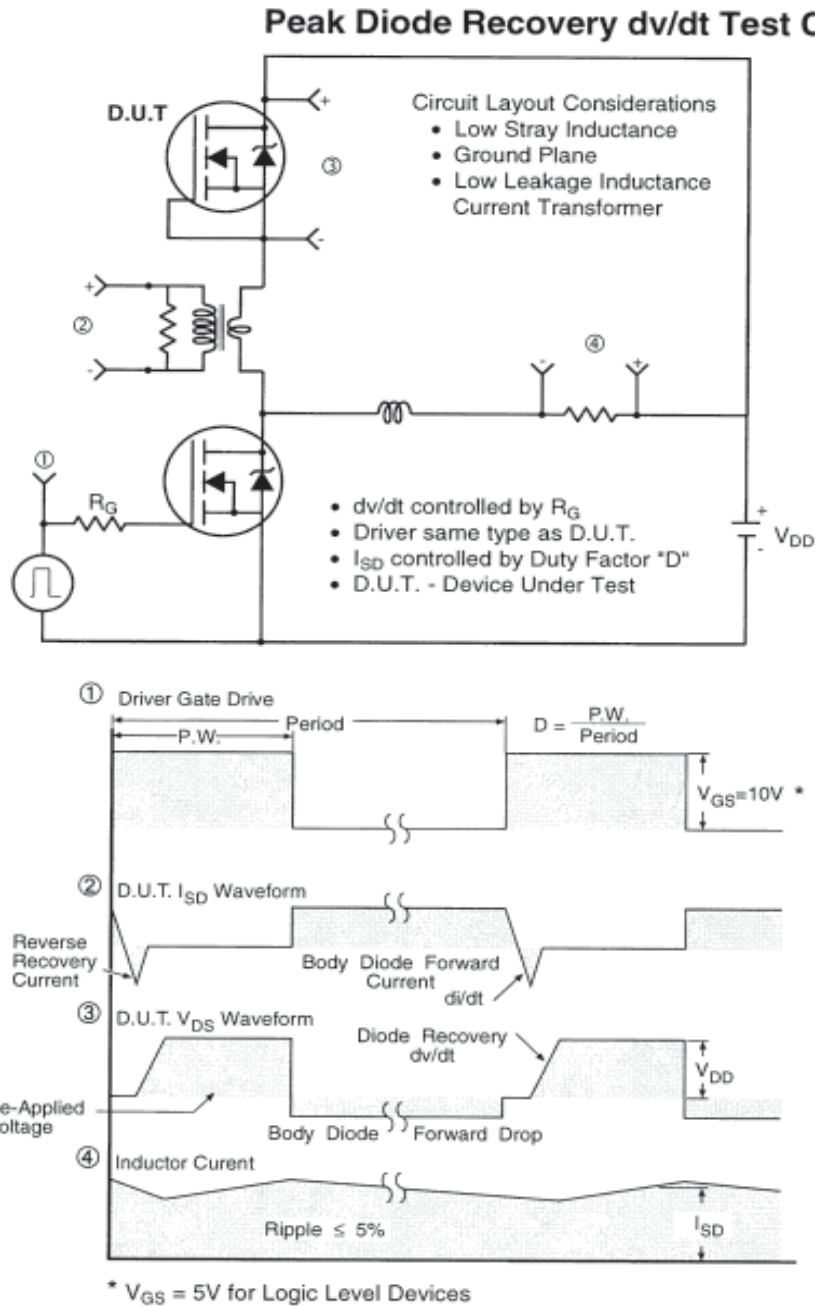 Peak Diode Recovery dv/dt Test C
D.U.T
+
③
-
Circuit Layout Considerations
• Low Stray Inductance
• Ground Plane
• Low Leakage Inductance
Current Transformer
+
②
-
-
④
+
①
RG
• dv/dt controlled by RG
• Driver same type as D.U.T.
• ISD controlled by Duty Factor "D"
• D.U.T. - Device Under Test
+
VDD
-
① Driver Gate Drive
Period
P.W.
D = P.W.
Period
VGS=10V *
② D.U.T. ISD Waveform
Reverse
Recovery
Current
Body Diode Forward
Current
di/dt
③ D.U.T. VDS Waveform
Diode Recovery
dv/dt
VDD
e-Applied
oltage
Body Diode Forward Drop
④ Inductor Curent
Ripple ≤ 5%
ISD
* VGS = 5V for Logic Level Devices